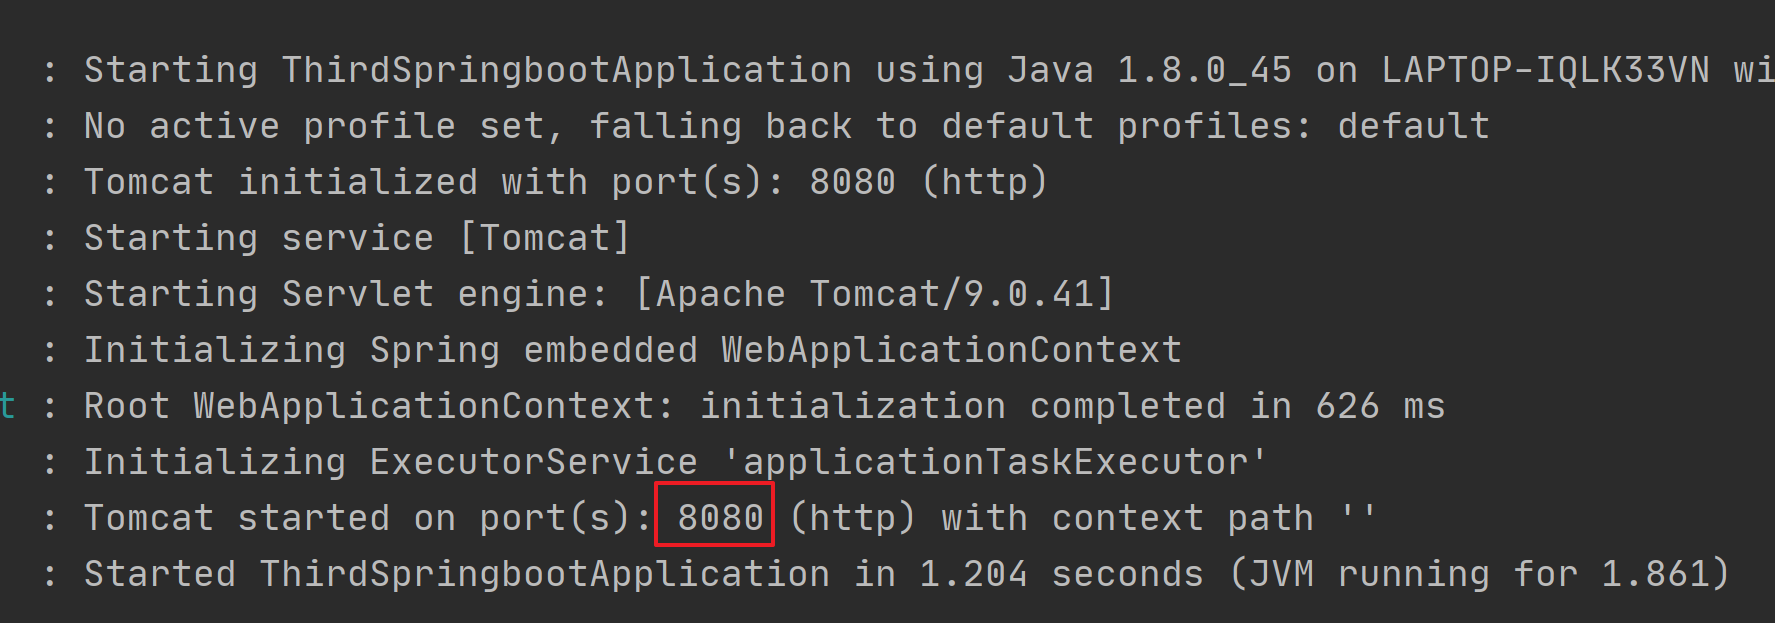 : Starting ThirdSpringbootApplication using Java 1.8.0_45 on LAPTOP-IQLK33VN wi
: No active profile set, falling back to default profiles: default
: Tomcat initialized with port(s): 8080 (http)
: Starting service [Tomcat]
: Starting Servlet engine: [Apache Tomcat/9.0.41]
: Initializing Spring embedded WebApplicationContext
t : Root WebApplicationContext: initialization completed in 626 ms
: Initializing ExecutorService 'applicationTaskExecutor'
: Tomcat started on port(s): 8080 (http) with context path ''
: Started ThirdSpringbootApplication in 1.204 seconds (JVM running for 1.861)